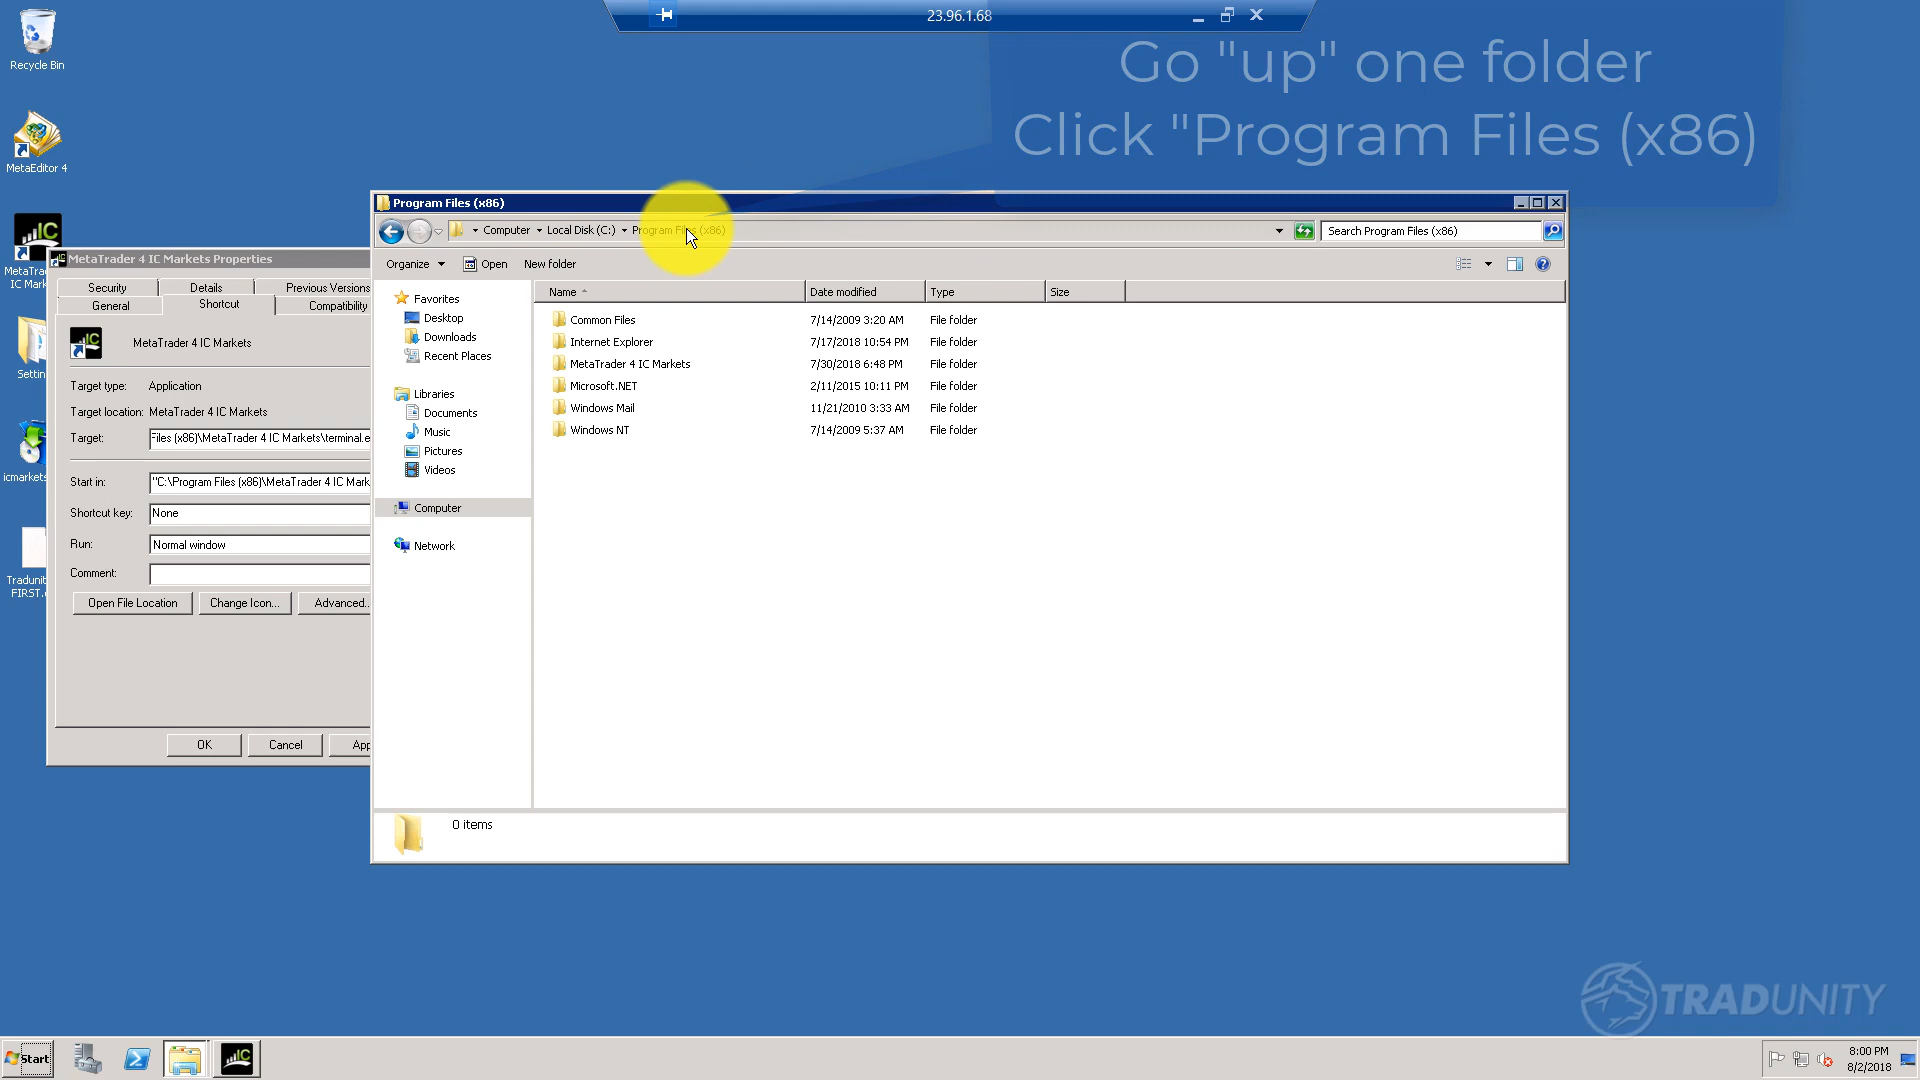 Recycle Bin
MetaEditor 4
IC Mark
Settin
icmarkets
Tradunit
FIRST.
23.96.1.68
Go "up" one folder
Click "Program Files (x86)
MetaTrader 4 IC Markets Properties
Security Details Previous Versions
General Shortcut Compatibility
MetaTrader 4 IC Markets
Target type: Application
Target location: MetaTrader 4 IC Markets
Target: Files (x86)\MetaTrader 4 IC Markets\terminal.e
Start in: "C:\Program Files (x86)\MetaTrader 4 IC Mark
Shortcut key: None
Run: Normal window
Comment:
Open File Location Change Icon... Advanced..
OK Cancel App
Program Files (x86)
Computer Local Disk (C:) Program Files (x86)
Search Program Files (x86)
Organize Open New folder
Favorites
Desktop
Downloads
Recent Places
Libraries
Documents
Music
Pictures
Videos
Computer
Network
Name Date modified Type Size
Common Files 7/14/2009 3:20 AM File folder
Internet Explorer 7/17/2018 10:54 PM File folder
MetaTrader 4 IC Markets 7/30/2018 6:48 PM File folder
Microsoft.NET 2/11/2015 10:11 PM File folder
Windows Mail 11/21/2010 3:33 AM File folder
Windows NT 7/14/2009 5:37 AM File folder
0 items
TRADUNITY
Start
IC
8:00 PM
8/2/2018